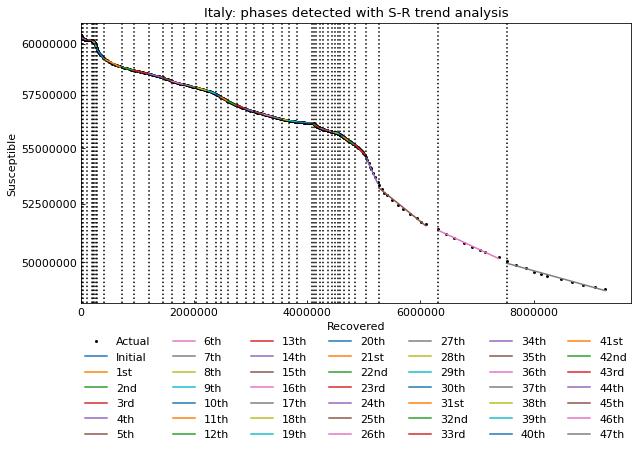 Italy: phases detected with S-R trend analysis
60000000
57500000
55000000
52500000
50000000
Susceptible
0 2000000 4000000 6000000 8000000
Recovered
Actual 6th 13th 20th 27th 34th 41st
Initial 7th 14th 21st 28th 35th 42nd
1st 8th 15th 22nd 29th 36th 43rd
2nd 9th 16th 23rd 30th 37th 44th
3rd 10th 17th 24th 31st 38th 45th
4th 11th 18th 25th 32nd 39th 46th
5th 12th 19th 26th 33rd 40th 47th